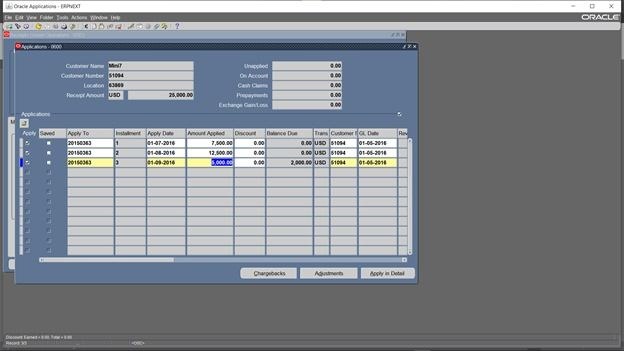 Oracle Applications - ERPNEXT
File Edit View Folder Tools Actions Window Help
ORACLE
Applications - 0600
Customer Name Mini7
Customer Number 51094
Location 63869
Receipt Amount USD 25,000.00
Unapplied 0.00
On Account 0.00
Cash Claims 0.00
Prepayments 0.00
Exchange Gain/Loss 0.00
Applications
Apply Saved Apply To Installment Apply Date Amount Applied Discount Balance Due Trans Customer GL Date Rev
20150363 1 01-07-2016 7,500.00 0.00 0.00 USD 51094 01-05-2016
20150363 2 01-08-2016 12,500.00 0.00 0.00 USD 51094 01-05-2016
20150363 3 01-09-2016 5,000.00 0.00 2,000.00 USD 51094 01-05-2016
Chargebacks Adjustments Apply in Detail
Discount Earned = 0.00, Total = 0.00
Record: 3/3 <OSC>